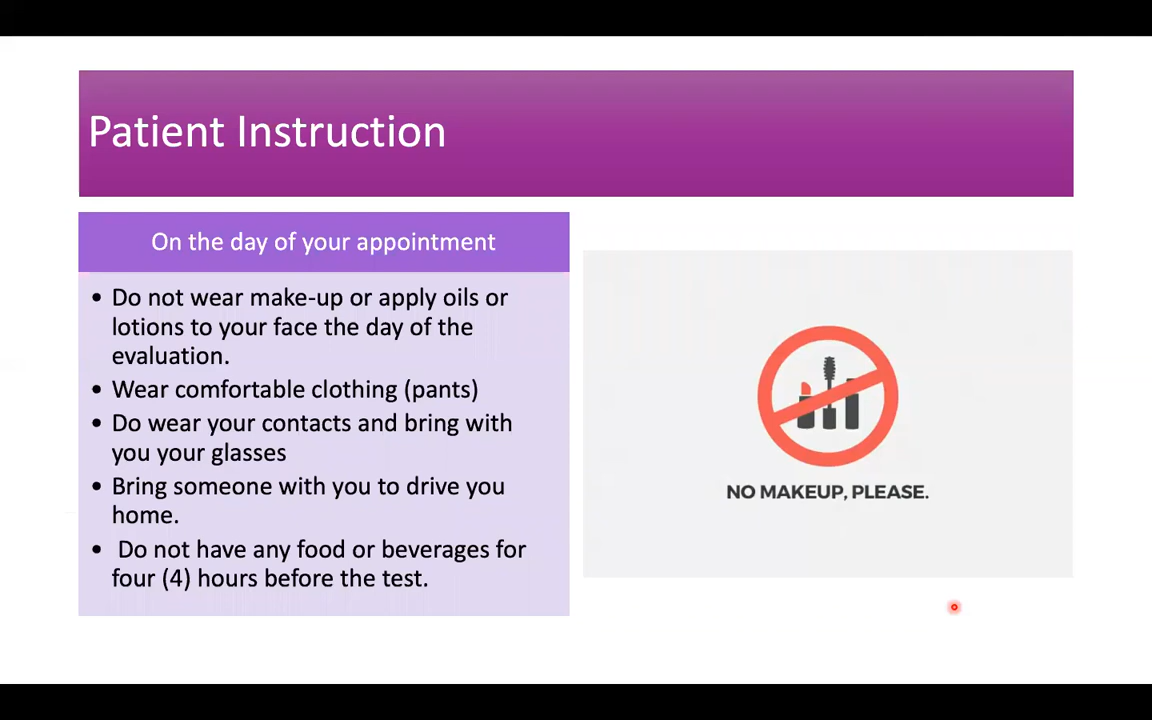 Patient Instruction
On the day of your appointment
• Do not wear make-up or apply oils or
lotions to your face the day of the
evaluation.
• Wear comfortable clothing (pants)
• Do wear your contacts and bring with
you your glasses
• Bring someone with you to drive you
home.
• Do not have any food or beverages for
four (4) hours before the test.
NO MAKEUP, PLEASE.